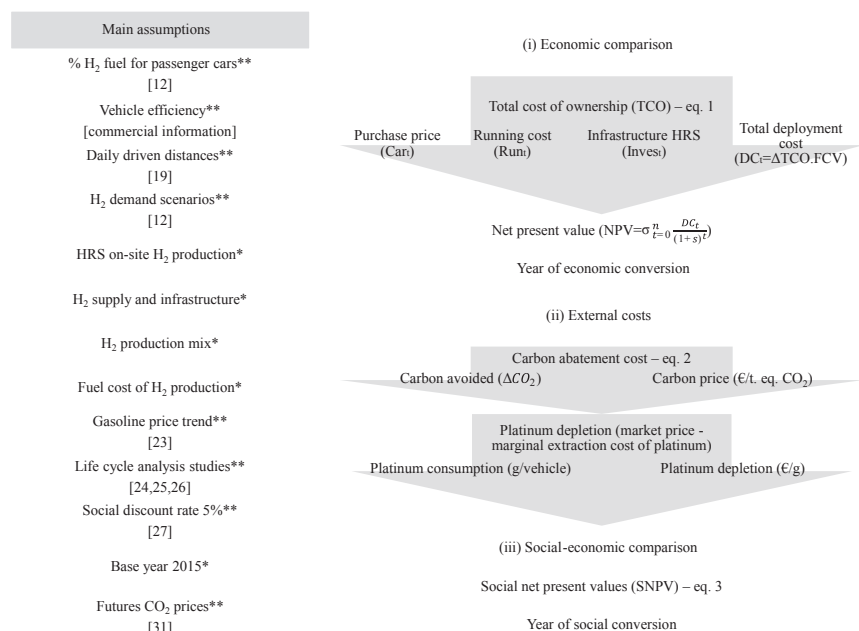 Main assumptions
% H₂ fuel for passenger cars**
[12]
Vehicle efficiency**
[commercial information]
Daily driven distances**
[19]
H₂ demand scenarios**
[12]
HRS on-site H₂ production*
H₂ supply and infrastructure*
H₂ production mix*
Fuel cost of H₂ production*
Gasoline price trend**
[23]
Life cycle analysis studies**
[24,25,26]
Social discount rate 5%**
[27]
Base year 2015*
Futures CO₂ prices**
[31]
(i) Economic comparison
Total cost of ownership (TCO) – eq. 1
Purchase price
(Carₜ)
Running cost
(Runₜ)
Infrastructure HRS
(Invesₜ)
Total deployment
cost
(DCₜ=ΔTCO.FCV)
Net present value (NPV=σ_{t=0}^{n} DC_t/(1+s)^t)
Year of economic conversion
(ii) External costs
Carbon abatement cost – eq. 2
Carbon avoided (ΔCO₂)
Carbon price (€/t. eq. CO₂)
Platinum depletion (market price -
marginal extraction cost of platinum)
Platinum consumption (g/vehicle)
Platinum depletion (€/g)
(iii) Social-economic comparison
Social net present values (SNPV) – eq. 3
Year of social conversion